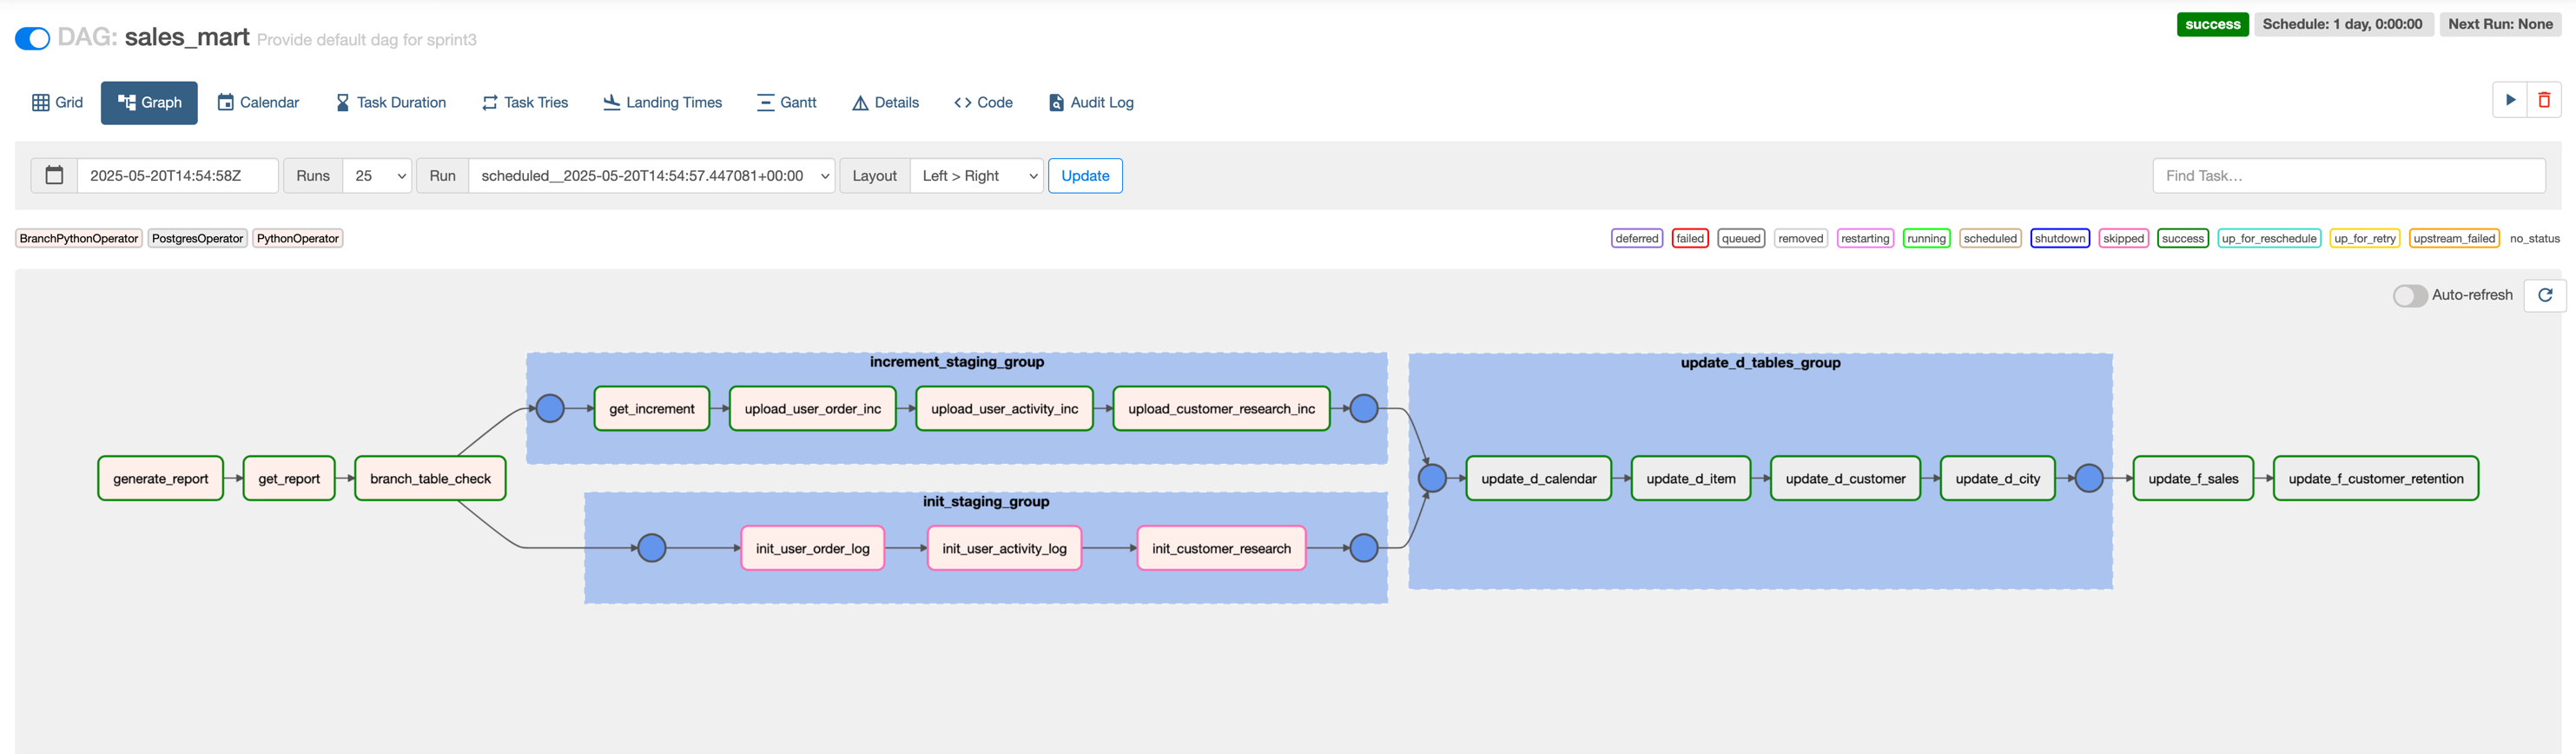 DAG: sales_mart Provide default dag for sprint3
success Schedule: 1 day, 0:00:00 Next Run: None
Grid Graph Calendar Task Duration Task Tries Landing Times Gantt Details Code Audit Log
2025-05-20T14:54:58Z Runs 25 Run scheduled__2025-05-20T14:54:57.447081+00:00 Layout Left > Right Update Find Task...
BranchPythonOperator PostgresOperator PythonOperator
deferred failed queued removed restarting running scheduled shutdown skipped success up_for_reschedule up_for_retry upstream_failed no_status
Auto-refresh
increment_staging_group
get_increment upload_user_order_inc upload_user_activity_inc upload_customer_research_inc
generate_report get_report branch_table_check
init_staging_group
init_user_order_log init_user_activity_log init_customer_research
update_d_tables_group
update_d_calendar update_d_item update_d_customer update_d_city
update_f_sales update_f_customer_retention